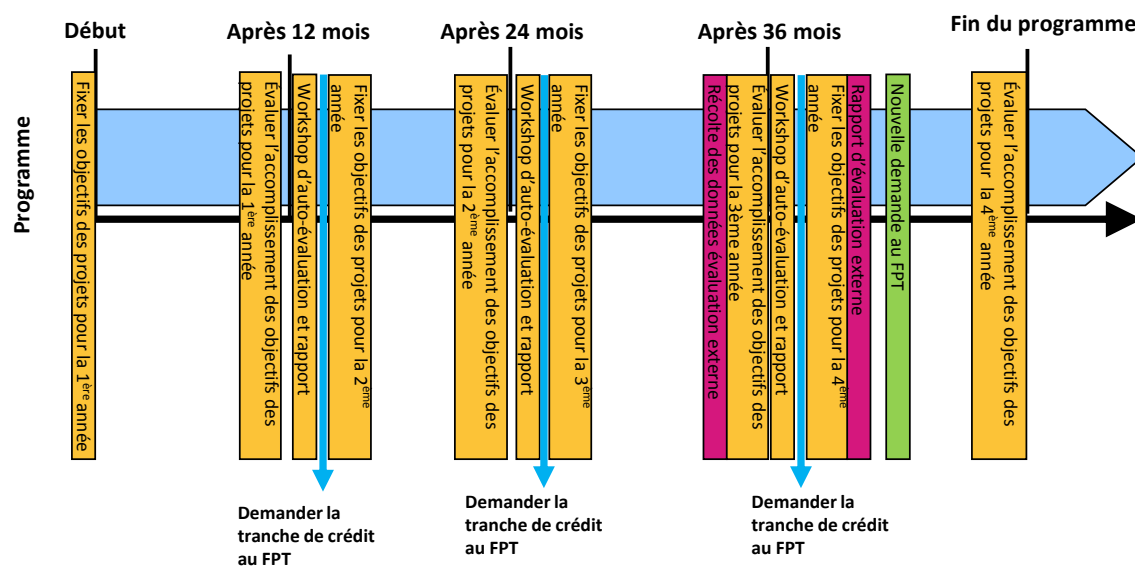 Début
Après 12 mois
Après 24 mois
Après 36 mois
Fin du programme
Programme
Fixer les objectifs des projets pour la 1ère année
Évaluer l'accomplissement des objectifs des
projets pour la 1ère année
Workshop d'auto-évaluation et rapport
Fixer les objectifs des projets pour la 2ème
année
Évaluer l'accomplissement des objectifs des
projets pour la 2ème année
Workshop d'auto-évaluation et rapport
Fixer les objectifs des projets pour la 3ème
année
Récolte des données évaluation externe
Évaluer l'accomplissement des objectifs des
projets pour la 3ème année
Workshop d'auto-évaluation et rapport
Fixer les objectifs des projets pour la 4ème
année
Rapport d'évaluation externe
Nouvelle demande au FPT
Évaluer l'accomplissement des objectifs des
projets pour la 4ème année
Demander la
tranche de crédit
au FPT
Demander la
tranche de crédit
au FPT
Demander la
tranche de crédit
au FPT